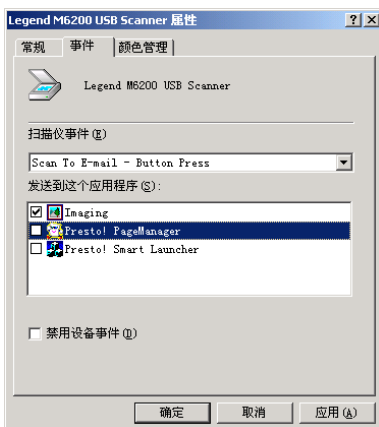 Legend M6200 USB Scanner 属性
常规 事件 颜色管理
Legend M6200 USB Scanner
扫描仪事件(E)
Scan To E-mail - Button Press
发送到这个应用程序(S):
Imaging
Presto! PageManager
Presto! Smart Launcher
禁用设备事件(D)
确定 取消 应用(A)